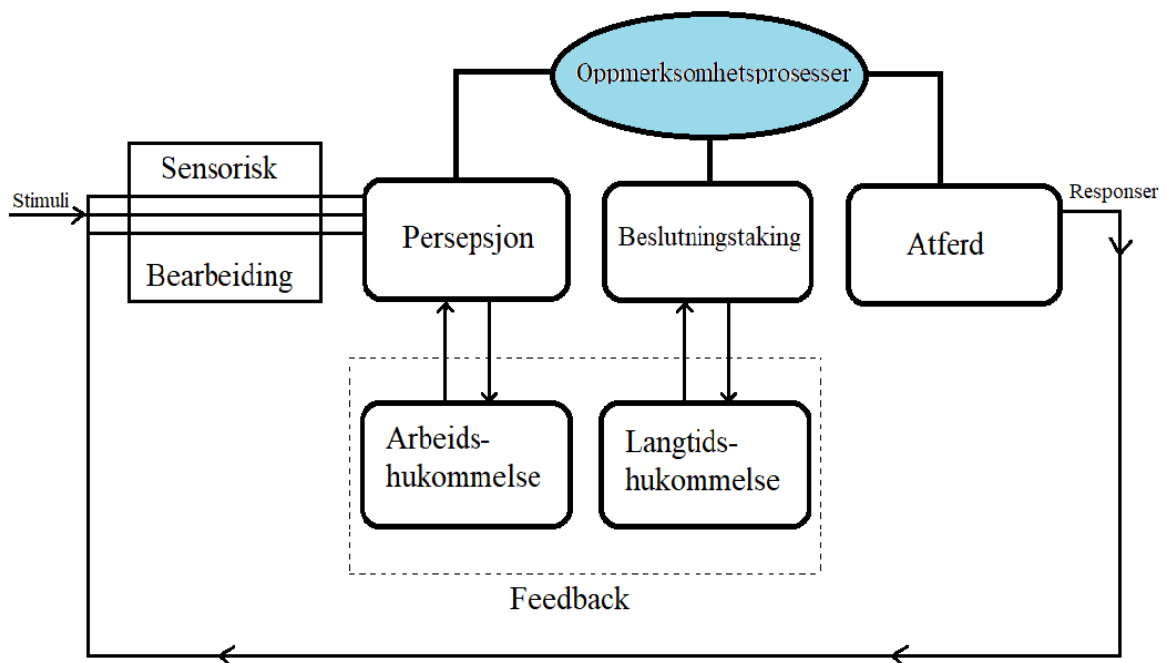 Oppmerksomhetsprosesser
Sensorisk
Bearbeiding
Stimuli
Persepsjon
Beslutningstaking
Atferd
Responser
Arbeids-
hukommelse
Langtids-
hukommelse
Feedback